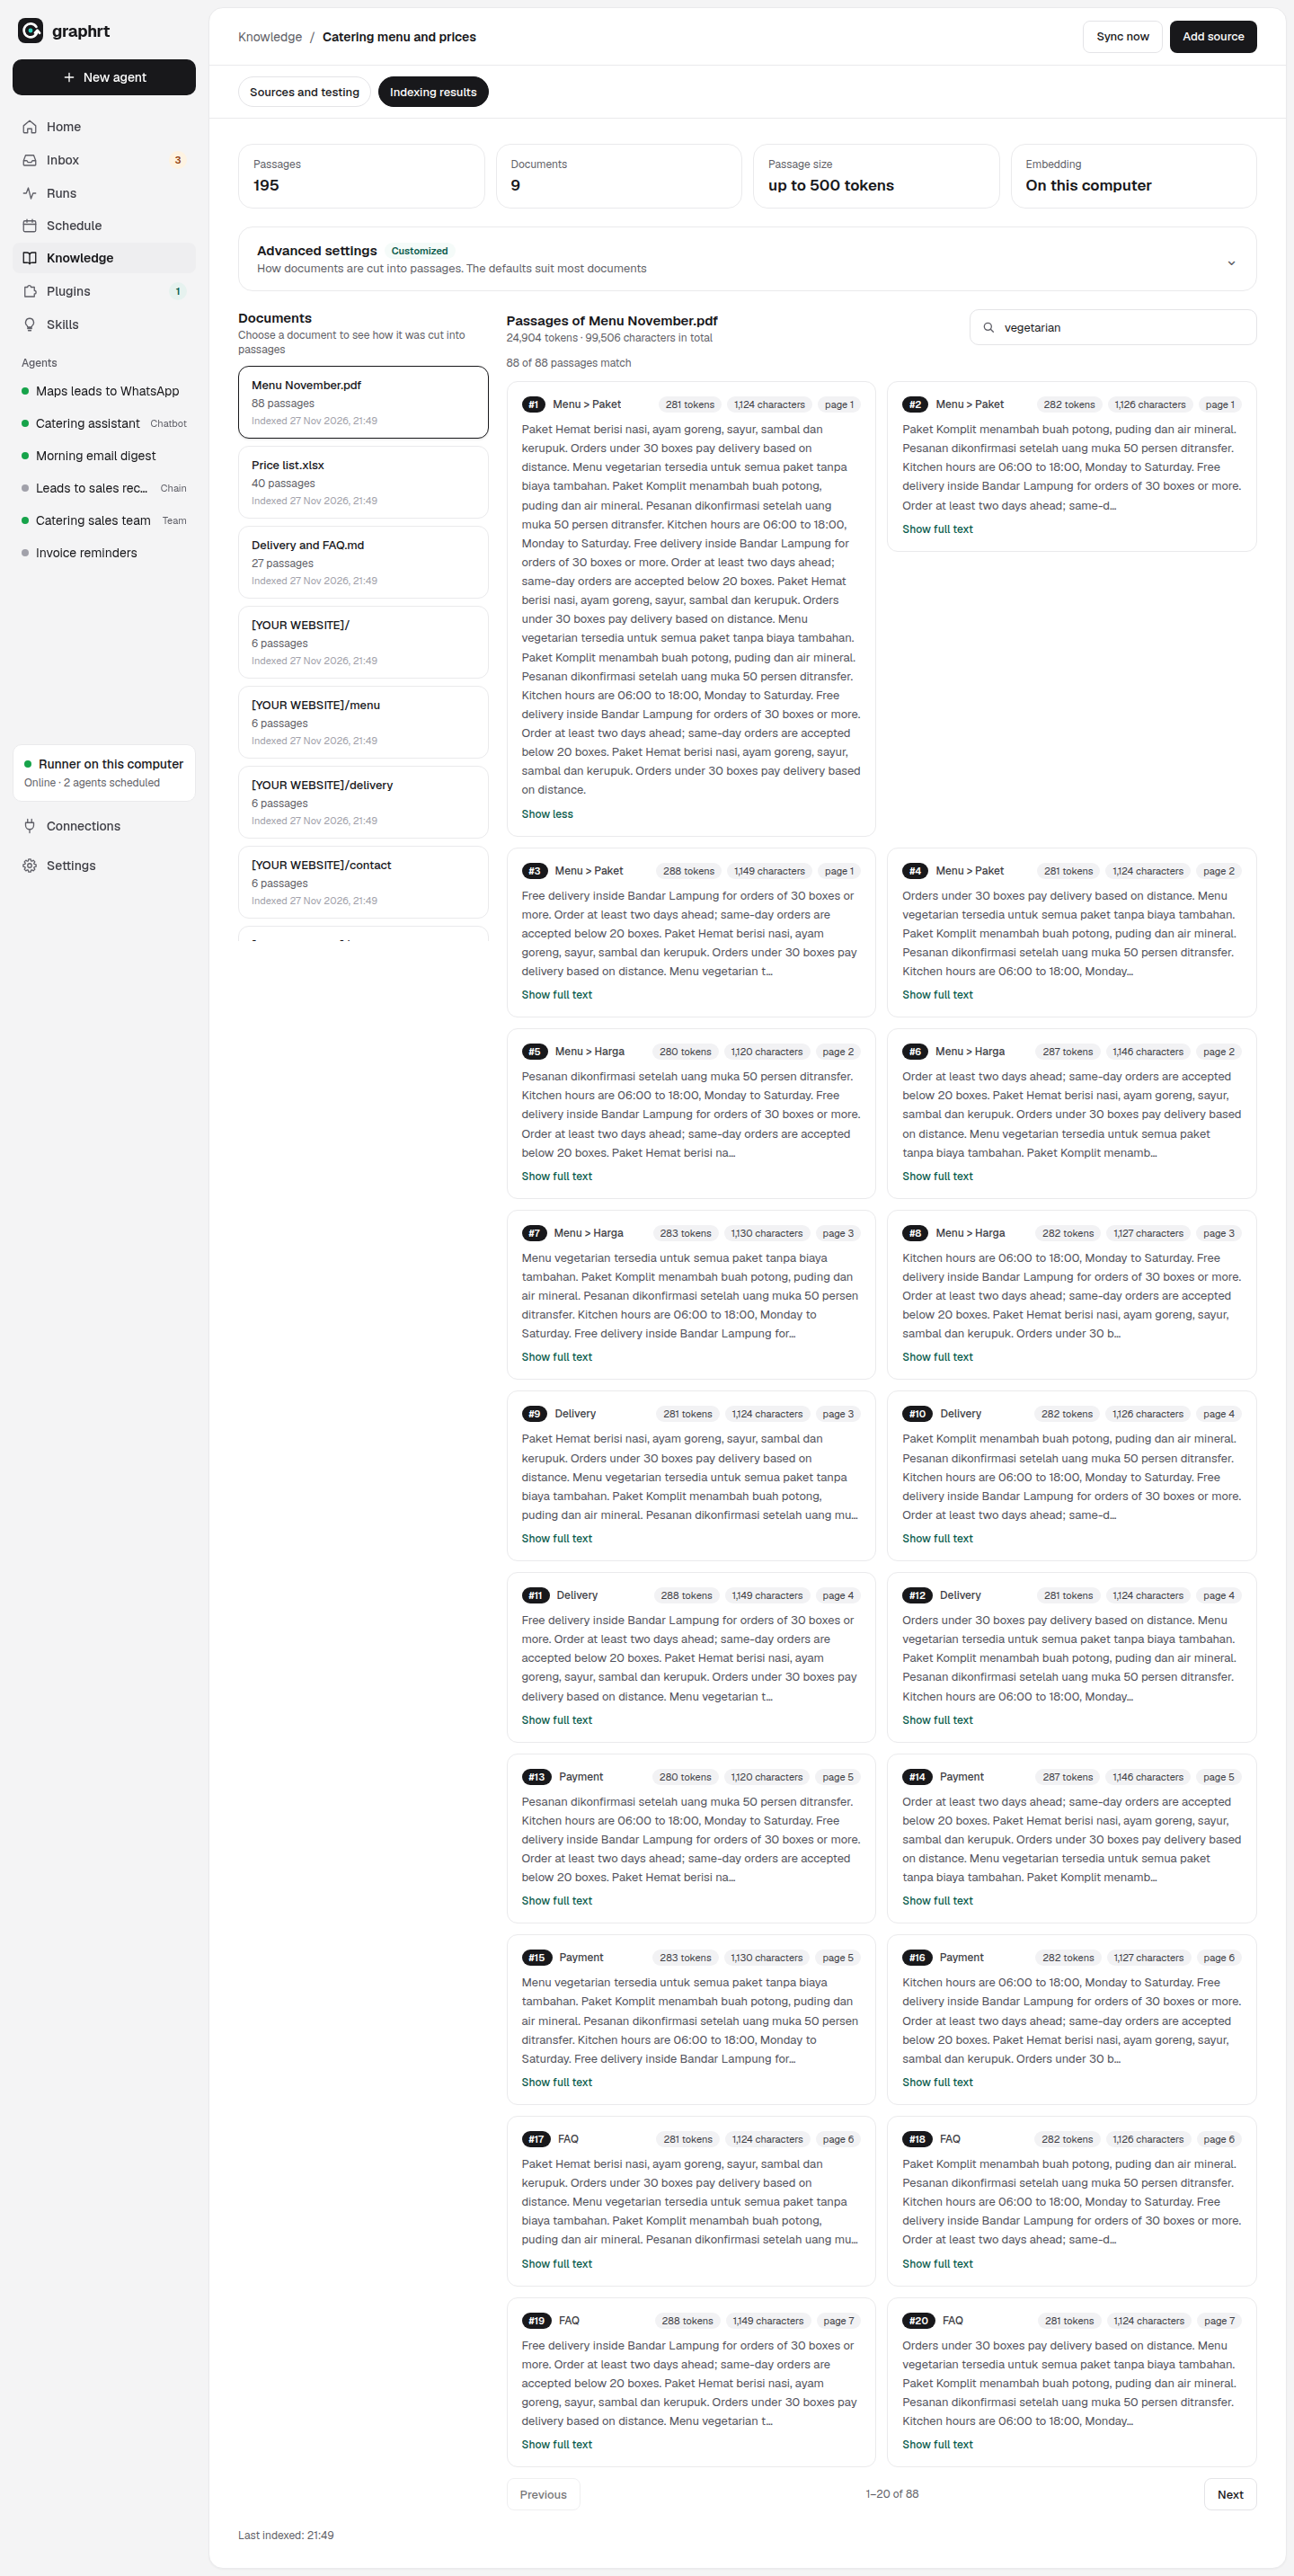 graphrt
New agent
Home
Inbox 3
Runs
Schedule
Knowledge
Plugins 1
Skills
Agents
Maps leads to WhatsApp
Catering assistant Chatbot
Morning email digest
Leads to sales rec... Chain
Catering sales team Team
Invoice reminders
Runner on this computer
Online · 2 agents scheduled
Connections
Settings
Knowledge / Catering menu and prices
Sync now
Add source
Sources and testing
Indexing results
Passages
195
Documents
9
Passage size
up to 500 tokens
Embedding
On this computer
Advanced settings Customized
How documents are cut into passages. The defaults suit most documents
Documents
Choose a document to see how it was cut into
passages
Menu November.pdf
88 passages
Indexed 27 Nov 2026, 21:49
Price list.xlsx
40 passages
Indexed 27 Nov 2026, 21:49
Delivery and FAQ.md
27 passages
Indexed 27 Nov 2026, 21:49
[YOUR WEBSITE]/
6 passages
Indexed 27 Nov 2026, 21:49
[YOUR WEBSITE]/menu
6 passages
Indexed 27 Nov 2026, 21:49
[YOUR WEBSITE]/delivery
6 passages
Indexed 27 Nov 2026, 21:49
[YOUR WEBSITE]/contact
6 passages
Indexed 27 Nov 2026, 21:49
Passages of Menu November.pdf
24,904 tokens · 99,506 characters in total
vegetarian
88 of 88 passages match
#1 Menu > Paket 281 tokens 1,124 characters page 1
Paket Hemat berisi nasi, ayam goreng, sayur, sambal dan
kerupuk. Orders under 30 boxes pay delivery based on
distance. Menu vegetarian tersedia untuk semua paket tanpa
biaya tambahan. Paket Komplit menambah buah potong,
puding dan air mineral. Pesanan dikonfirmasi setelah uang
muka 50 persen ditransfer. Kitchen hours are 06:00 to 18:00,
Monday to Saturday. Free delivery inside Bandar Lampung for
orders of 30 boxes or more. Order at least two days ahead;
same-day orders are accepted below 20 boxes. Paket Hemat
berisi nasi, ayam goreng, sayur, sambal dan kerupuk. Orders
under 30 boxes pay delivery based on distance. Menu
vegetarian tersedia untuk semua paket tanpa biaya tambahan.
Paket Komplit menambah buah potong, puding dan air mineral.
Pesanan dikonfirmasi setelah uang muka 50 persen ditransfer.
Kitchen hours are 06:00 to 18:00, Monday to Saturday. Free
delivery inside Bandar Lampung for orders of 30 boxes or more.
Order at least two days ahead; same-day orders are accepted
below 20 boxes. Paket Hemat berisi nasi, ayam goreng, sayur,
sambal dan kerupuk. Orders under 30 boxes pay delivery based
on distance.
Show less
#2 Menu > Paket 282 tokens 1,126 characters page 1
Paket Komplit menambah buah potong, puding dan air mineral.
Pesanan dikonfirmasi setelah uang muka 50 persen ditransfer.
Kitchen hours are 06:00 to 18:00, Monday to Saturday. Free
delivery inside Bandar Lampung for orders of 30 boxes or more.
Order at least two days ahead; same-d...
Show full text
#3 Menu > Paket 288 tokens 1,149 characters page 1
Free delivery inside Bandar Lampung for orders of 30 boxes or
more. Order at least two days ahead; same-day orders are
accepted below 20 boxes. Paket Hemat berisi nasi, ayam
goreng, sayur, sambal dan kerupuk. Orders under 30 boxes pay
delivery based on distance. Menu vegetarian t...
Show full text
#4 Menu > Paket 281 tokens 1,124 characters page 2
Orders under 30 boxes pay delivery based on distance. Menu
vegetarian tersedia untuk semua paket tanpa biaya tambahan.
Paket Komplit menambah buah potong, puding dan air mineral.
Pesanan dikonfirmasi setelah uang muka 50 persen ditransfer.
Kitchen hours are 06:00 to 18:00, Monday...
Show full text
#5 Menu > Harga 280 tokens 1,120 characters page 2
Pesanan dikonfirmasi setelah uang muka 50 persen ditransfer.
Kitchen hours are 06:00 to 18:00, Monday to Saturday. Free
delivery inside Bandar Lampung for orders of 30 boxes or more.
Order at least two days ahead; same-day orders are accepted
below 20 boxes. Paket Hemat berisi na...
Show full text
#6 Menu > Harga 287 tokens 1,146 characters page 2
Order at least two days ahead; same-day orders are accepted
below 20 boxes. Paket Hemat berisi nasi, ayam goreng, sayur,
sambal dan kerupuk. Orders under 30 boxes pay delivery based
on distance. Menu vegetarian tersedia untuk semua paket
tanpa biaya tambahan. Paket Komplit menamb...
Show full text
#7 Menu > Harga 283 tokens 1,130 characters page 3
Menu vegetarian tersedia untuk semua paket tanpa biaya
tambahan. Paket Komplit menambah buah potong, puding dan
air mineral. Pesanan dikonfirmasi setelah uang muka 50 persen
ditransfer. Kitchen hours are 06:00 to 18:00, Monday to
Saturday. Free delivery inside Bandar Lampung for...
Show full text
#8 Menu > Harga 282 tokens 1,127 characters page 3
Kitchen hours are 06:00 to 18:00, Monday to Saturday. Free
delivery inside Bandar Lampung for orders of 30 boxes or more.
Order at least two days ahead; same-day orders are accepted
below 20 boxes. Paket Hemat berisi nasi, ayam goreng, sayur,
sambal dan kerupuk. Orders under 30 b...
Show full text
#9 Delivery 281 tokens 1,124 characters page 3
Paket Hemat berisi nasi, ayam goreng, sayur, sambal dan
kerupuk. Orders under 30 boxes pay delivery based on
distance. Menu vegetarian tersedia untuk semua paket tanpa
biaya tambahan. Paket Komplit menambah buah potong,
puding dan air mineral. Pesanan dikonfirmasi setelah uang mu...
Show full text
#10 Delivery 282 tokens 1,126 characters page 4
Paket Komplit menambah buah potong, puding dan air mineral.
Pesanan dikonfirmasi setelah uang muka 50 persen ditransfer.
Kitchen hours are 06:00 to 18:00, Monday to Saturday. Free
delivery inside Bandar Lampung for orders of 30 boxes or more.
Order at least two days ahead; same-d...
Show full text
#11 Delivery 288 tokens 1,149 characters page 4
Free delivery inside Bandar Lampung for orders of 30 boxes or
more. Order at least two days ahead; same-day orders are
accepted below 20 boxes. Paket Hemat berisi nasi, ayam
goreng, sayur, sambal dan kerupuk. Orders under 30 boxes pay
delivery based on distance. Menu vegetarian t...
Show full text
#12 Delivery 281 tokens 1,124 characters page 4
Orders under 30 boxes pay delivery based on distance. Menu
vegetarian tersedia untuk semua paket tanpa biaya tambahan.
Paket Komplit menambah buah potong, puding dan air mineral.
Pesanan dikonfirmasi setelah uang muka 50 persen ditransfer.
Kitchen hours are 06:00 to 18:00, Monday...
Show full text
#13 Payment 280 tokens 1,120 characters page 5
Pesanan dikonfirmasi setelah uang muka 50 persen ditransfer.
Kitchen hours are 06:00 to 18:00, Monday to Saturday. Free
delivery inside Bandar Lampung for orders of 30 boxes or more.
Order at least two days ahead; same-day orders are accepted
below 20 boxes. Paket Hemat berisi na...
Show full text
#14 Payment 287 tokens 1,146 characters page 5
Order at least two days ahead; same-day orders are accepted
below 20 boxes. Paket Hemat berisi nasi, ayam goreng, sayur,
sambal dan kerupuk. Orders under 30 boxes pay delivery based
on distance. Menu vegetarian tersedia untuk semua paket
tanpa biaya tambahan. Paket Komplit menamb...
Show full text
#15 Payment 283 tokens 1,130 characters page 5
Menu vegetarian tersedia untuk semua paket tanpa biaya
tambahan. Paket Komplit menambah buah potong, puding dan
air mineral. Pesanan dikonfirmasi setelah uang muka 50 persen
ditransfer. Kitchen hours are 06:00 to 18:00, Monday to
Saturday. Free delivery inside Bandar Lampung for...
Show full text
#16 Payment 282 tokens 1,127 characters page 6
Kitchen hours are 06:00 to 18:00, Monday to Saturday. Free
delivery inside Bandar Lampung for orders of 30 boxes or more.
Order at least two days ahead; same-day orders are accepted
below 20 boxes. Paket Hemat berisi nasi, ayam goreng, sayur,
sambal dan kerupuk. Orders under 30 b...
Show full text
#17 FAQ 281 tokens 1,124 characters page 6
Paket Hemat berisi nasi, ayam goreng, sayur, sambal dan
kerupuk. Orders under 30 boxes pay delivery based on
distance. Menu vegetarian tersedia untuk semua paket tanpa
biaya tambahan. Paket Komplit menambah buah potong,
puding dan air mineral. Pesanan dikonfirmasi setelah uang mu...
Show full text
#18 FAQ 282 tokens 1,126 characters page 6
Paket Komplit menambah buah potong, puding dan air mineral.
Pesanan dikonfirmasi setelah uang muka 50 persen ditransfer.
Kitchen hours are 06:00 to 18:00, Monday to Saturday. Free
delivery inside Bandar Lampung for orders of 30 boxes or more.
Order at least two days ahead; same-d...
Show full text
#19 FAQ 288 tokens 1,149 characters page 7
Free delivery inside Bandar Lampung for orders of 30 boxes or
more. Order at least two days ahead; same-day orders are
accepted below 20 boxes. Paket Hemat berisi nasi, ayam
goreng, sayur, sambal dan kerupuk. Orders under 30 boxes pay
delivery based on distance. Menu vegetarian t...
Show full text
#20 FAQ 281 tokens 1,124 characters page 7
Orders under 30 boxes pay delivery based on distance. Menu
vegetarian tersedia untuk semua paket tanpa biaya tambahan.
Paket Komplit menambah buah potong, puding dan air mineral.
Pesanan dikonfirmasi setelah uang muka 50 persen ditransfer.
Kitchen hours are 06:00 to 18:00, Monday...
Show full text
Previous
1–20 of 88
Next
Last indexed: 21:49